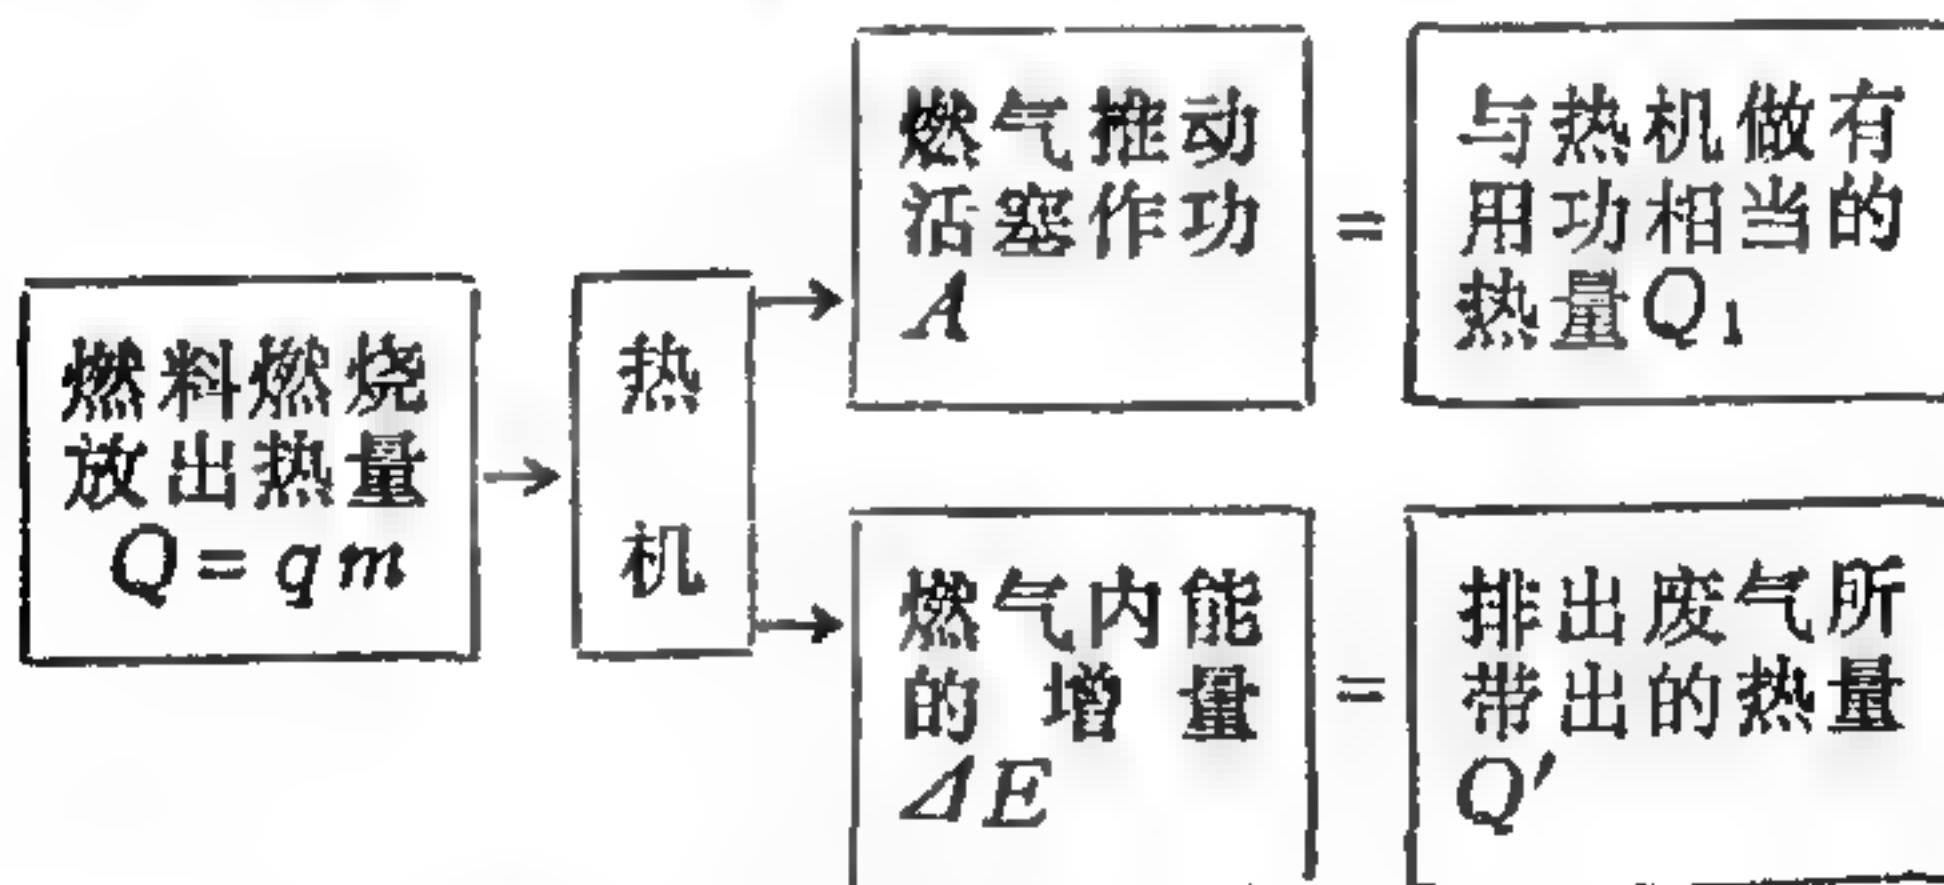 燃料燃烧
放出热量
Q = qm
热
机
燃气推动
活塞作功
A
=
与热机做有
用功相当的
热量Q₁
燃气内能
的增量
ΔE
=
排出废气所
带出的热量
Q′